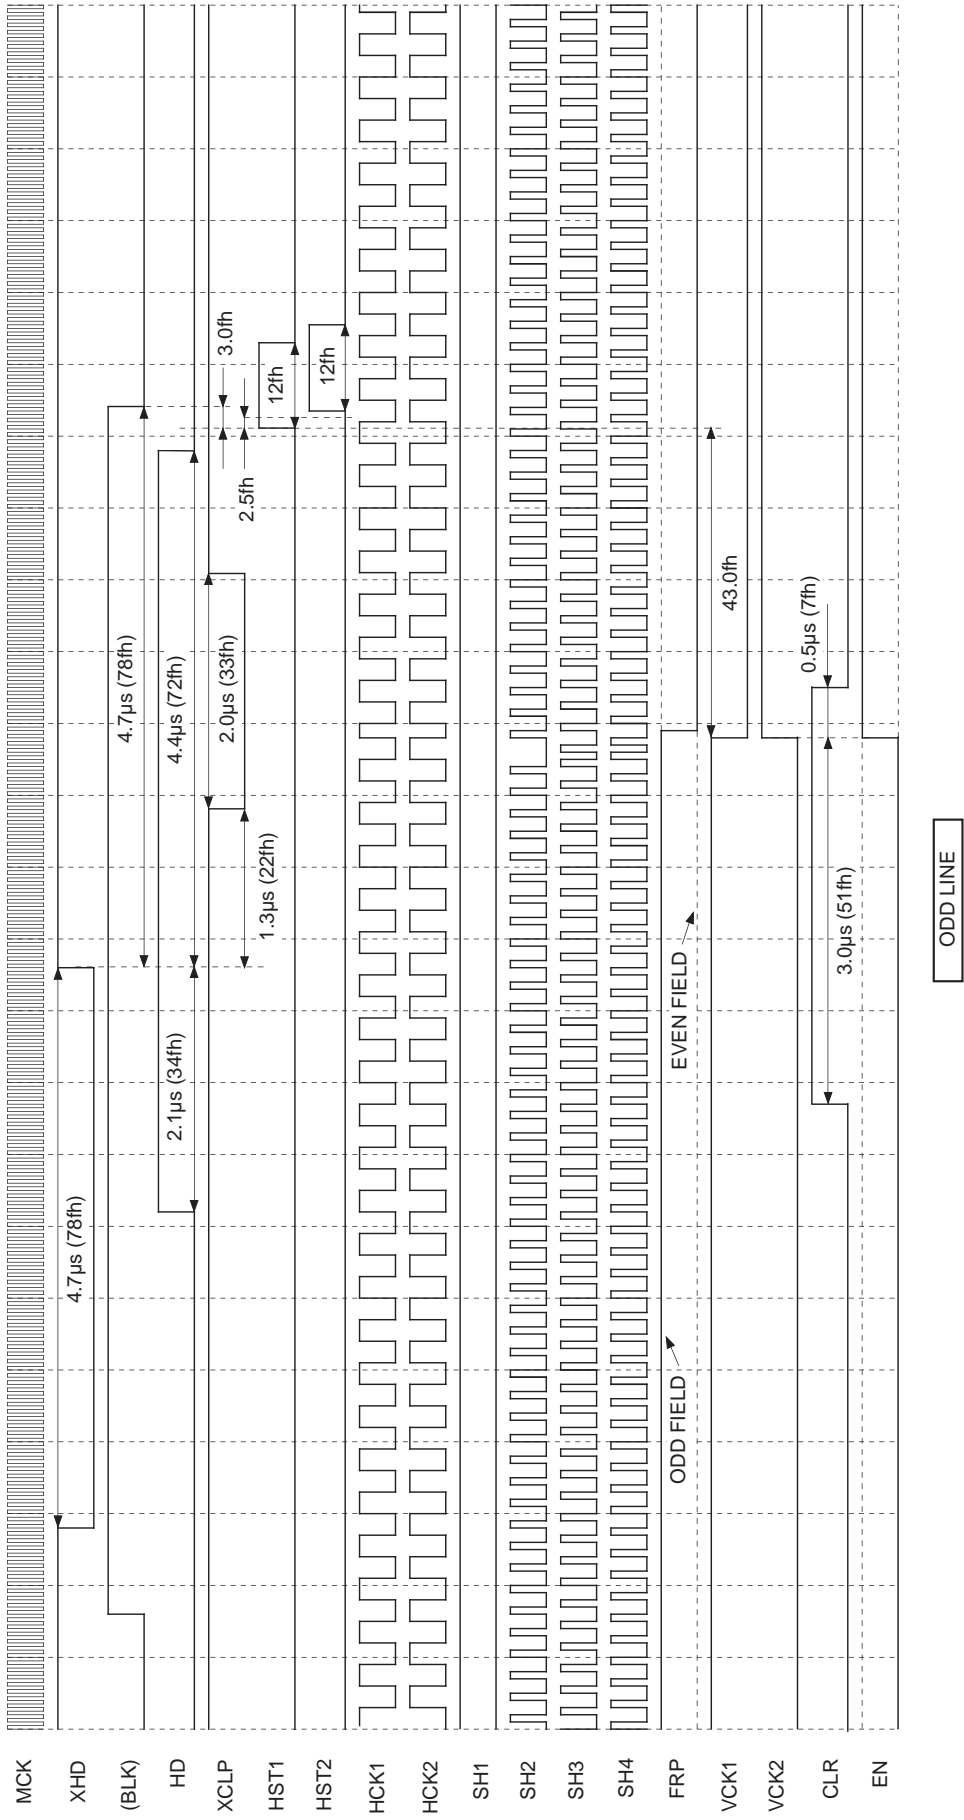 MCK
XHD
4.7µs (78fh)
(BLK)
4.7µs (78fh)
HD
2.1µs (34fh)
4.4µs (72fh)
XCLP
1.3µs (22fh)
2.0µs (33fh)
2.5fh
3.0fh
HST1
12fh
HST2
12fh
HCK1
HCK2
SH1
SH2
SH3
SH4
FRP
ODD FIELD
EVEN FIELD
VCK1
43.0fh
VCK2
CLR
3.0µs (51fh)
0.5µs (7fh)
EN
ODD LINE